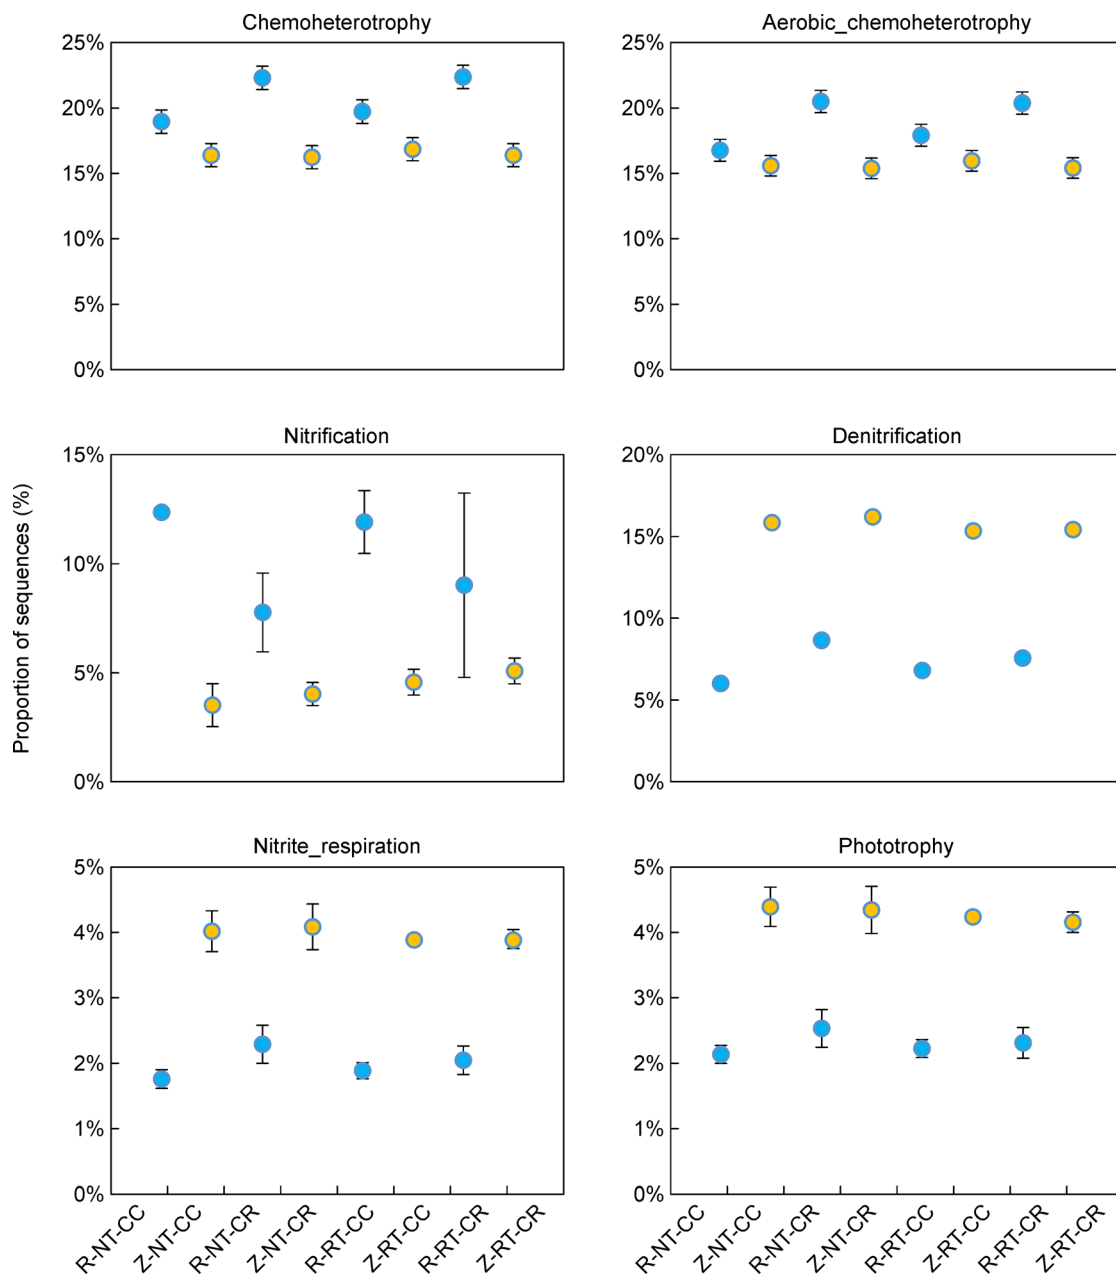 Chemoheterotrophy
25%
20%
15%
10%
5%
0%
Aerobic_chemoheterotrophy
25%
20%
15%
10%
5%
0%
Proportion of sequences (%)
Nitrification
15%
10%
5%
0%
Denitrification
20%
15%
10%
5%
0%
Nitrite_respiration
5%
4%
3%
2%
1%
0%
R-NT-CC
Z-NT-CC
R-NT-CR
Z-NT-CR
R-RT-CC
Z-RT-CC
R-RT-CR
Z-RT-CR
Phototrophy
5%
4%
3%
2%
1%
0%
R-NT-CC
Z-NT-CC
R-NT-CR
Z-NT-CR
R-RT-CC
Z-RT-CC
R-RT-CR
Z-RT-CR